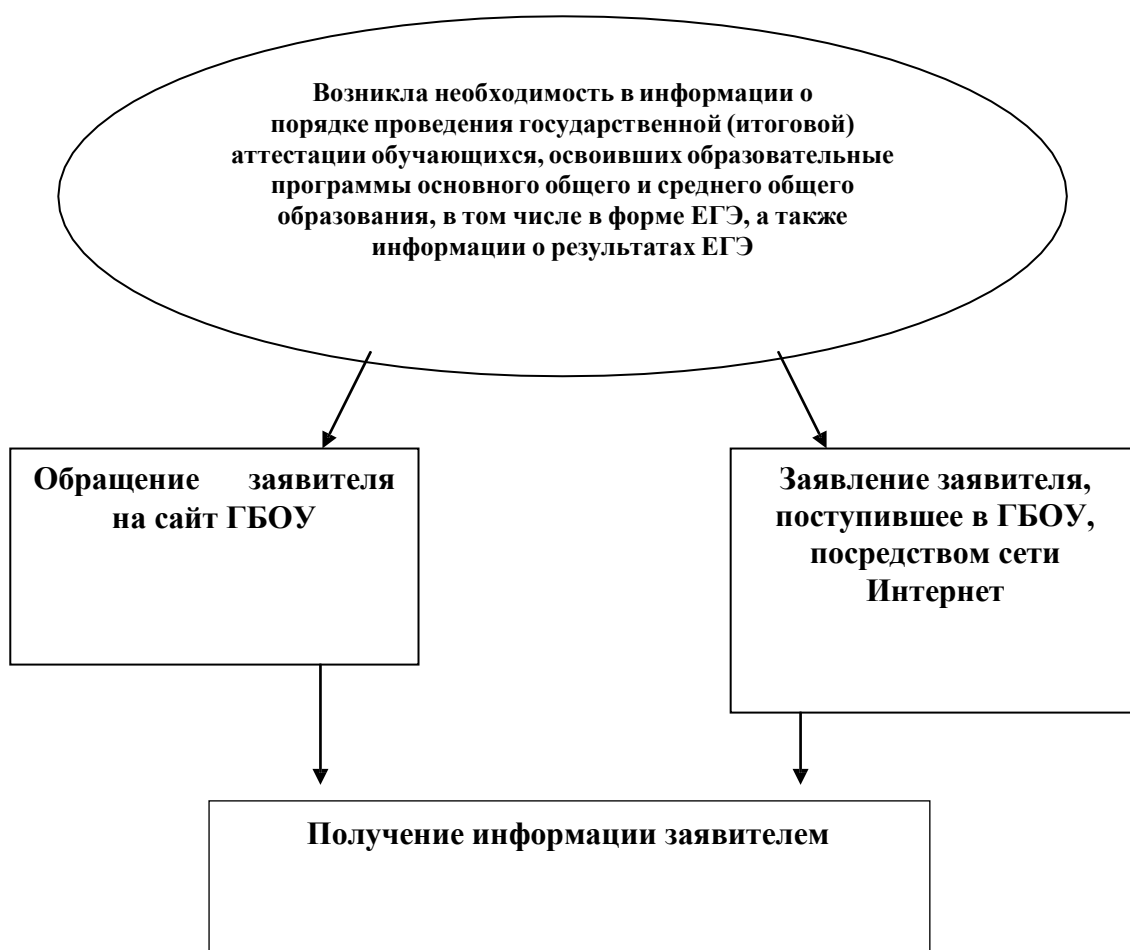 Возникла необходимость в информации о
порядке проведения государственной (итоговой)
аттестации обучающихся, освоивших образовательные
программы основного общего и среднего общего
образования, в том числе в форме ЕГЭ, а также
информации о результатах ЕГЭ
Обращение заявителя
на сайт ГБОУ
Заявление заявителя,
поступившее в ГБОУ,
посредством сети
Интернет
Получение информации заявителем